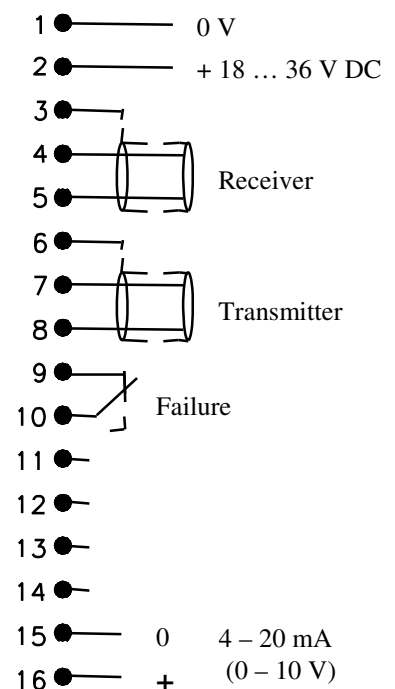 1 0 V
2 + 18 … 36 V DC
3
4
Receiver
5
6
7
Transmitter
8
9
Failure
10
11
12
13
14
15 0 4 – 20 mA
16 + (0 – 10 V)